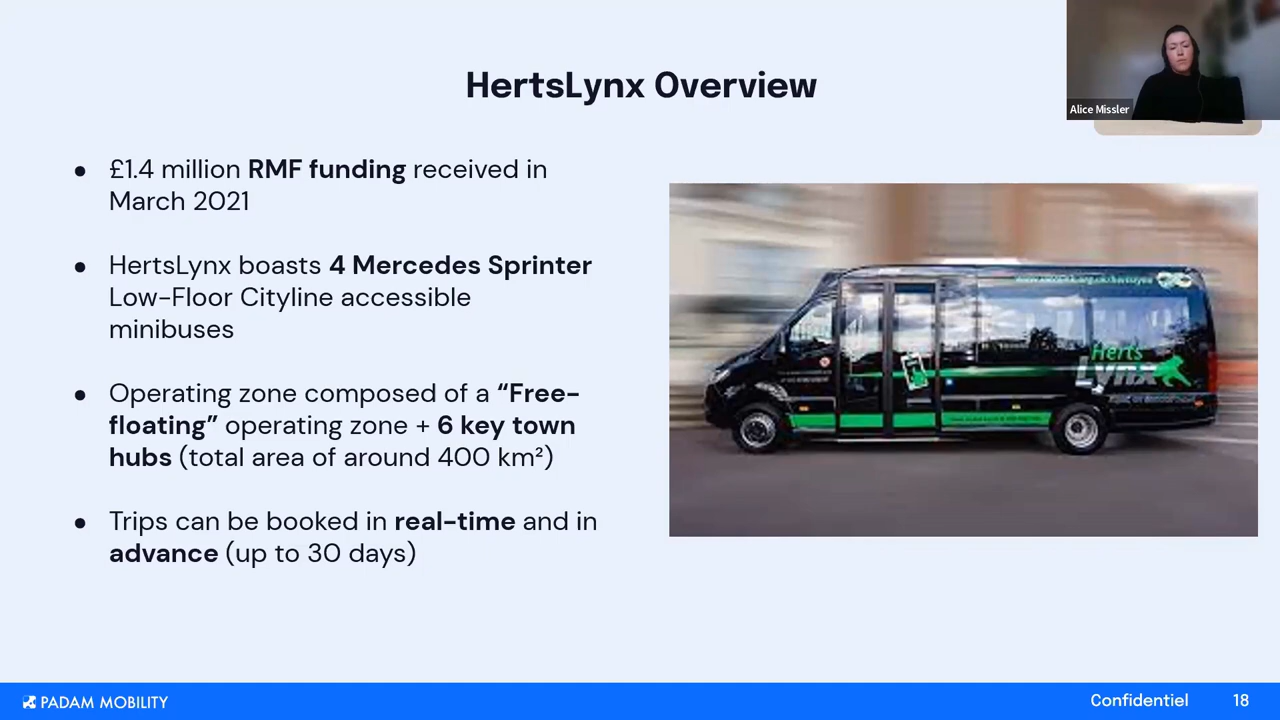 HertsLynx Overview
Alice Missler
● £1.4 million RMF funding received in
March 2021
● HertsLynx boasts 4 Mercedes Sprinter
Low-Floor Cityline accessible
minibuses
● Operating zone composed of a “Free-
floating” operating zone + 6 key town
hubs (total area of around 400 km²)
● Trips can be booked in real-time and in
advance (up to 30 days)
Herts
Lynx
PADAM MOBILITY
Confidentiel
18